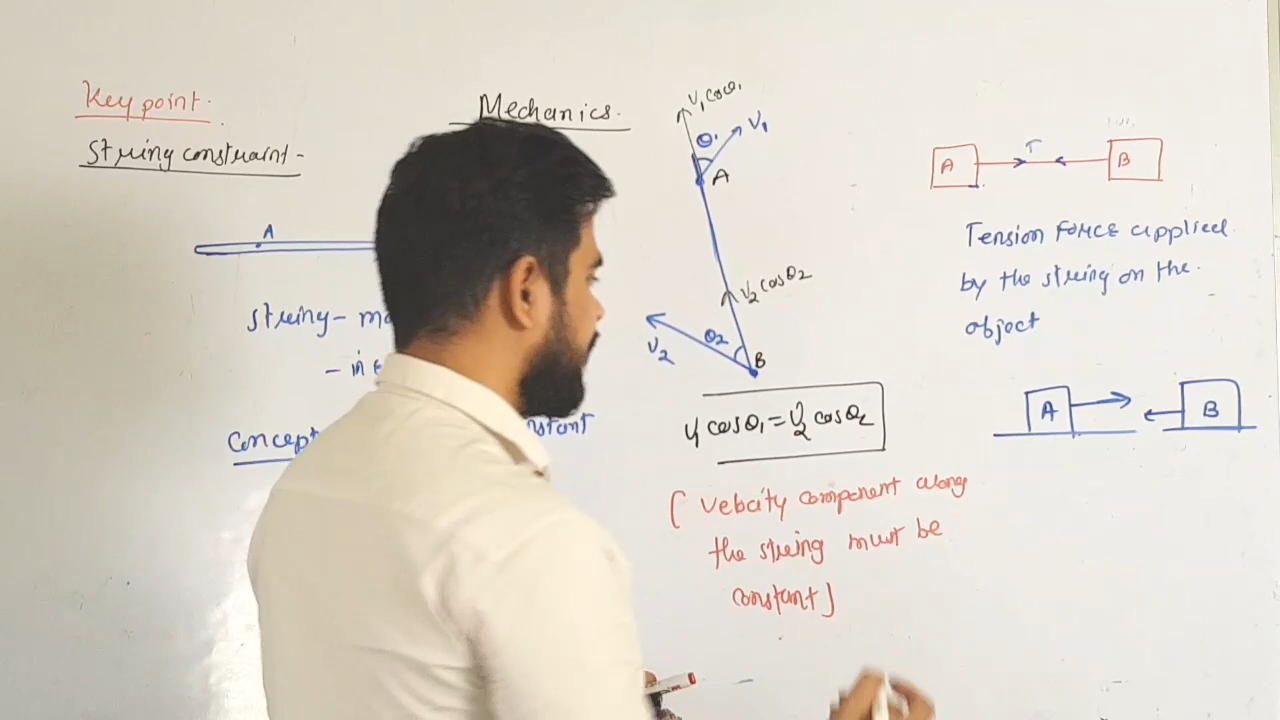 Key point.
String constraint-
Mechanics.
A
String-
- in
Concept
V₁ cosθ₁
θ₁
V₁
A
V₂ cosθ₂
V₂
θ₂
B
V₁ cosθ₁ = V₂ cosθ₂
( Velocity component along
the string must be
constant)
A T B
Tension Force applied
by the string on the
object
A B